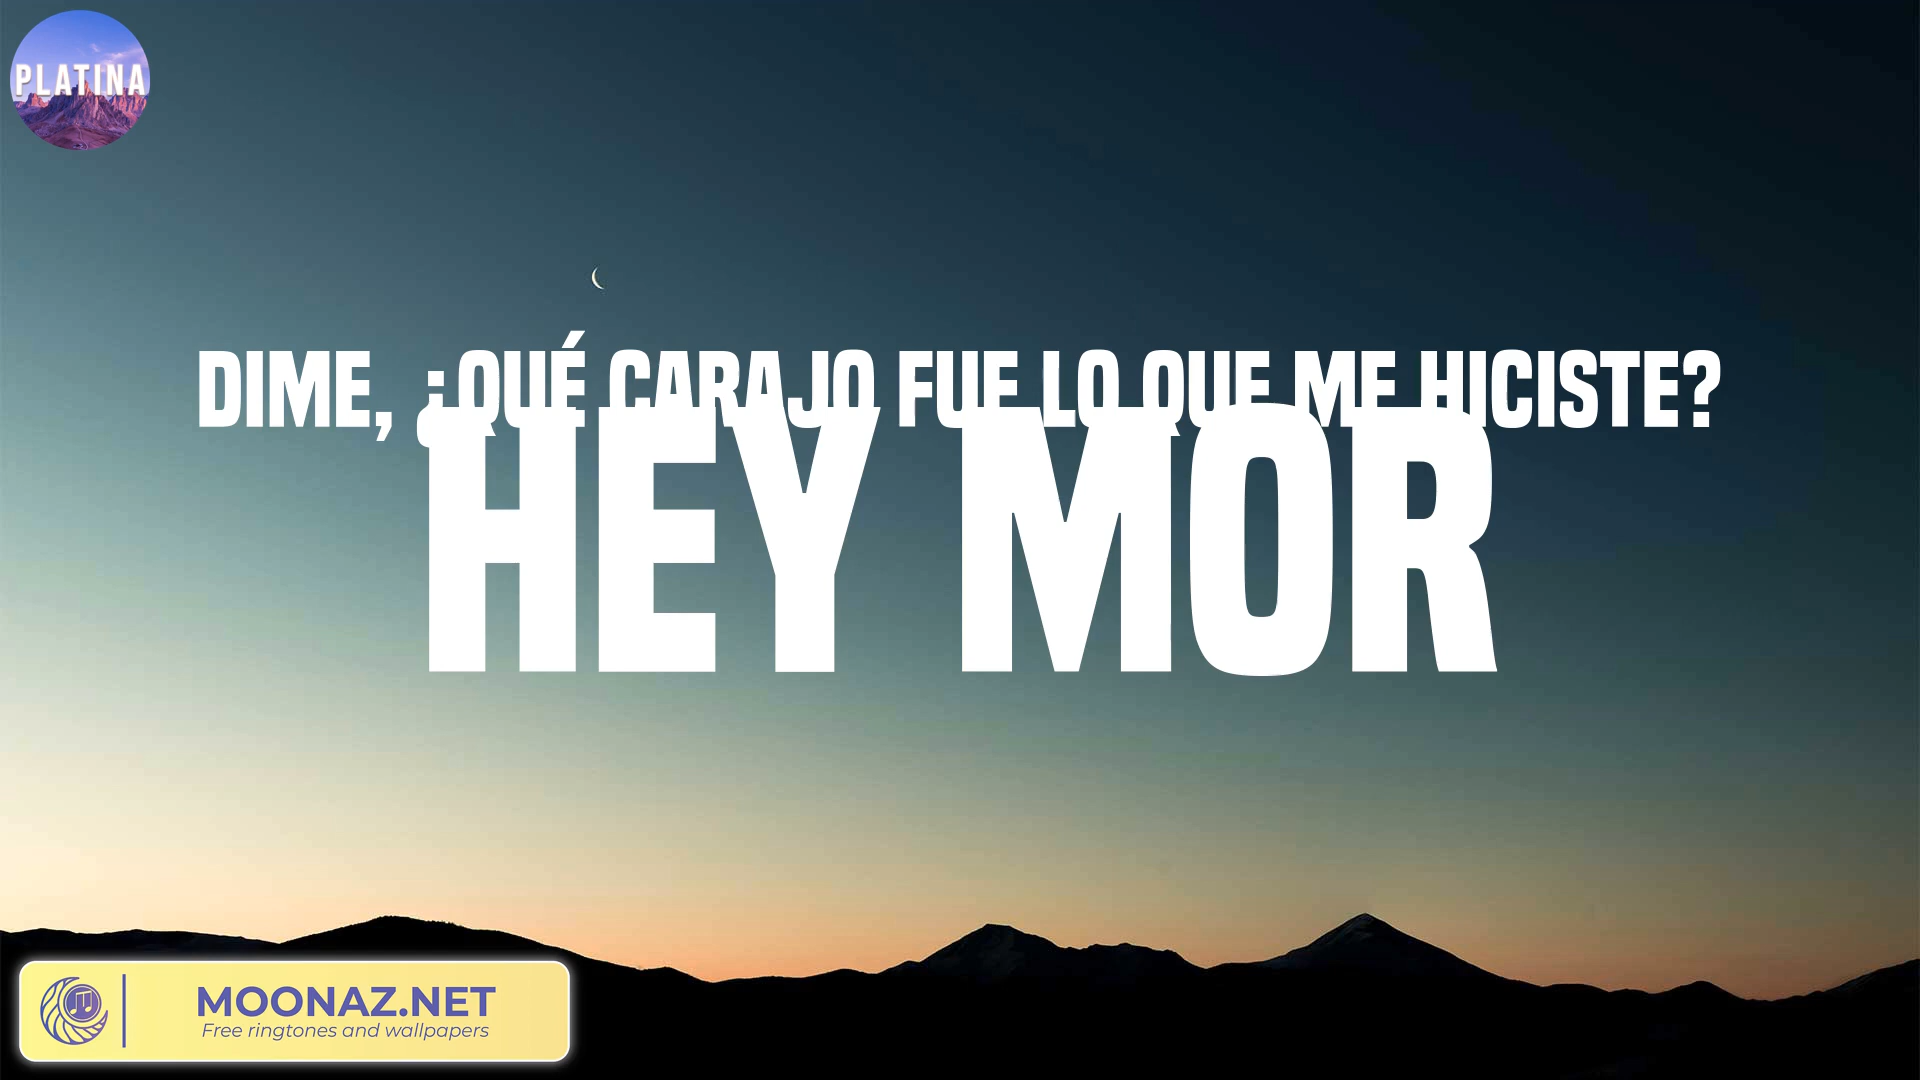 PLATINA
DIME, ¿QUÉ CARAJO FUE LO QUE ME HICISTE?
HEY MOR
MOONAZ.NET
Free ringtones and wallpapers